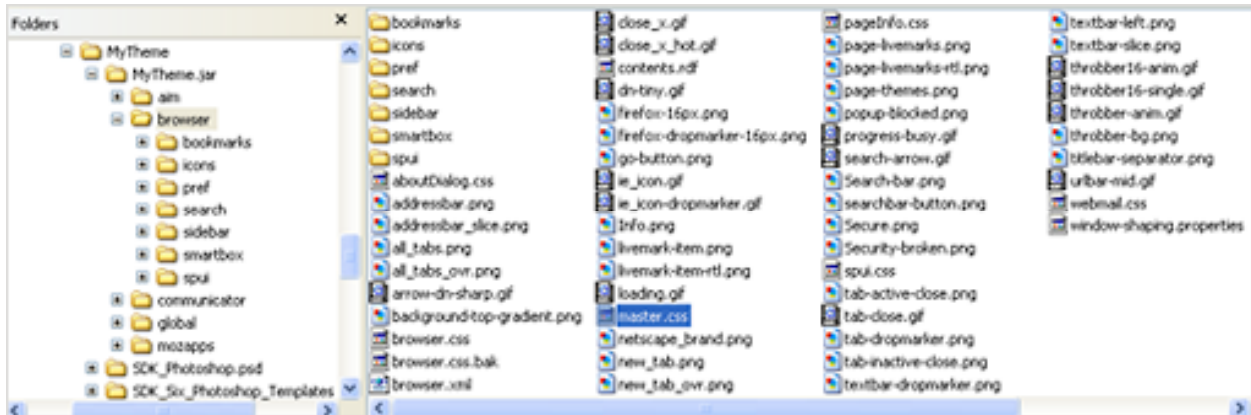 Folders
MyTheme
MyTheme.jar
aim
browser
bookmarks
icons
pref
search
sidebar
smartbox
spui
communicator
global
mozapps
SDK_Photoshop.psd
SDK_Six_Photoshop_Templates
bookmarks
icons
pref
search
sidebar
smartbox
spui
aboutDialog.css
addressbar.png
addressbar_slice.png
all_tabs.png
all_tabs_ovr.png
arrow-dn-sharp.gif
background-top-gradient.png
browser.css
browser.css.bak
browser.xml
close_x.gif
close_x_hot.gif
contents.rdf
dn-tiny.gif
firefox-16px.png
firefox-dropmarker-16px.png
go-button.png
ie_icon.gif
ie_icon-dropmarker.gif
Info.png
livemark-item.png
livemark-item-rtl.png
loading.gif
master.css
netscape_brand.png
new_tab.png
new_tab_ovr.png
pageInfo.css
page-livemarks.png
page-livemarks-rtl.png
page-themes.png
popup-blocked.png
progress-busy.gif
search-arrow.gif
Search-bar.png
searchbar-button.png
Secure.png
Security-broken.png
spui.css
tab-active-close.png
tab-close.gif
tab-dropmarker.png
tab-inactive-close.png
textbar-dropmarker.png
textbar-left.png
textbar-slice.png
throbber16-anim.gif
throbber16-single.gif
throbber-anim.gif
throbber-bg.png
titlebar-separator.png
urlbar-mid.gif
webmail.css
window-shaping.properties